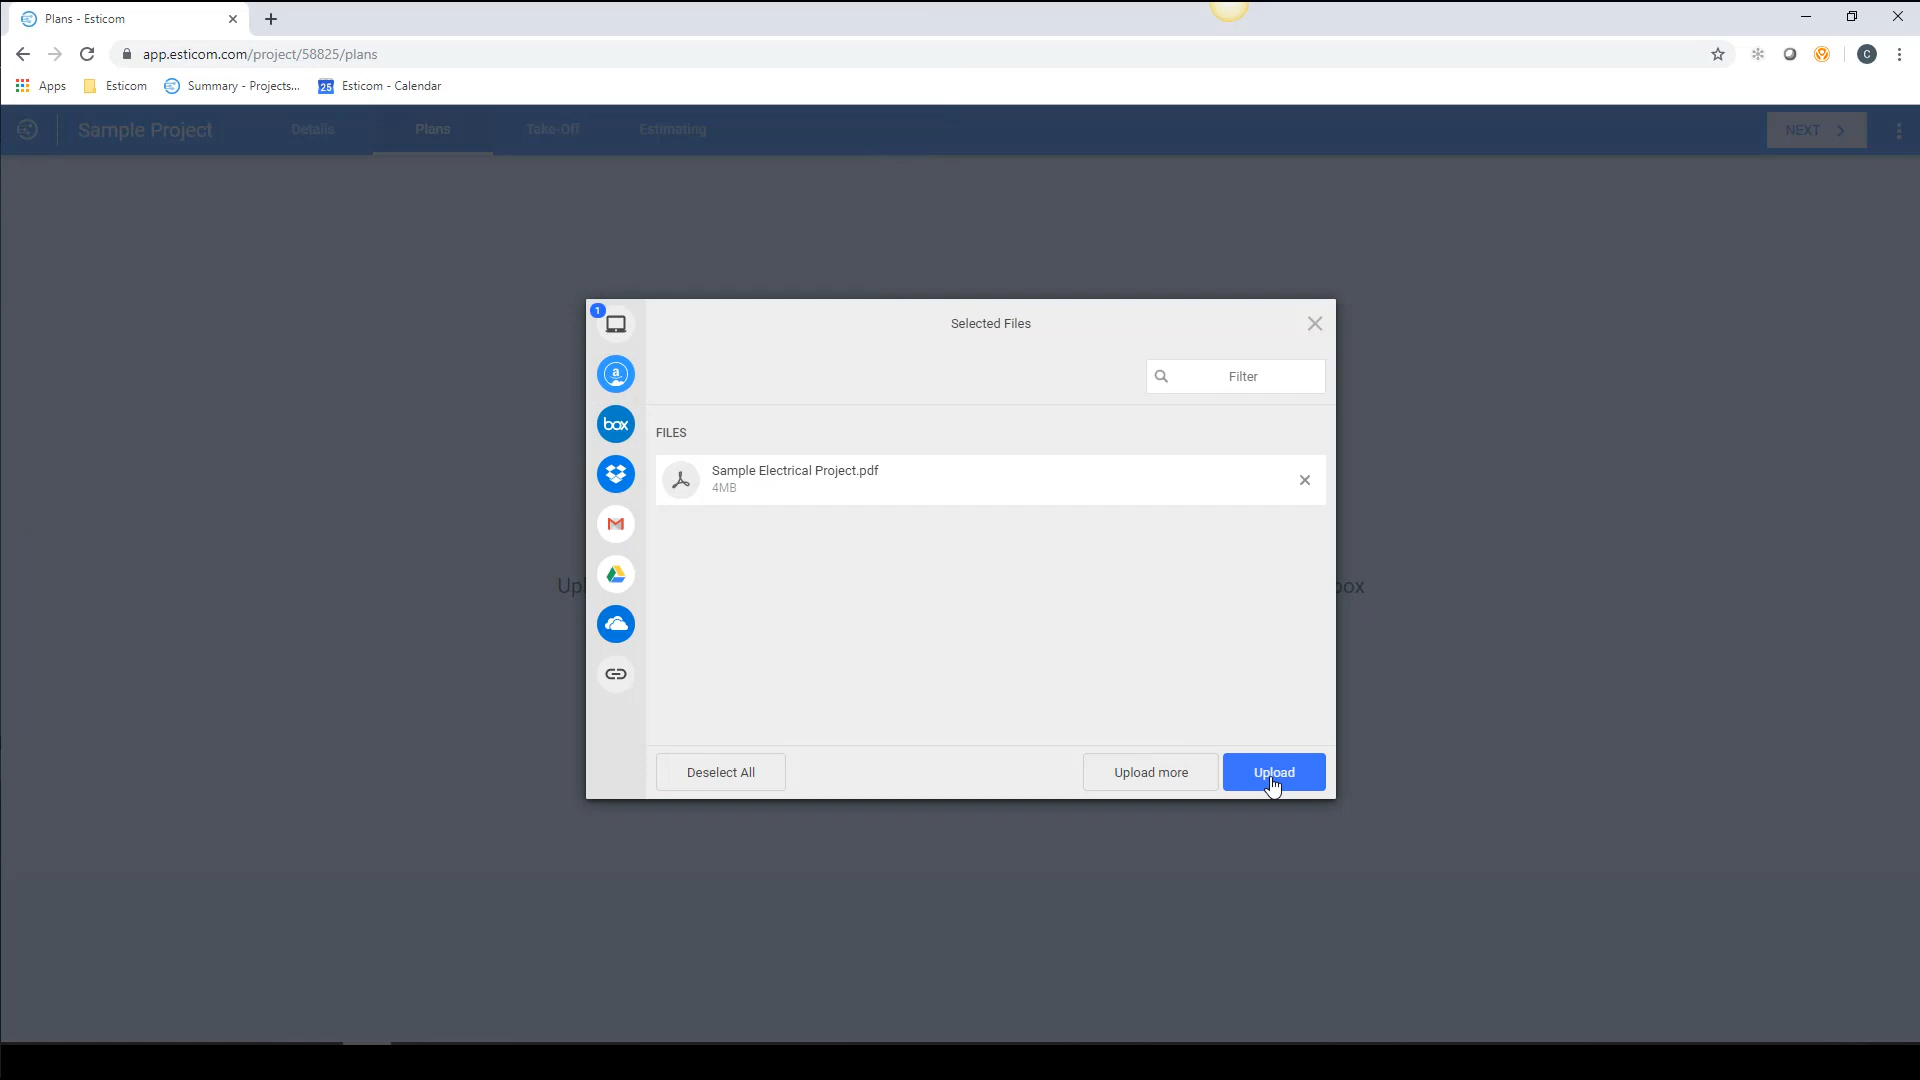 Plans - Esticom
app.esticom.com/project/58825/plans
C
Apps
Esticom
Summary - Projects...
25
Esticom - Calendar
Sample Project
Details
Plans
Take-Off
Estimating
NEXT
1
Selected Files
a
Filter
box
FILES
Sample Electrical Project.pdf
4MB
Upl
box
Deselect All
Upload more
Upload